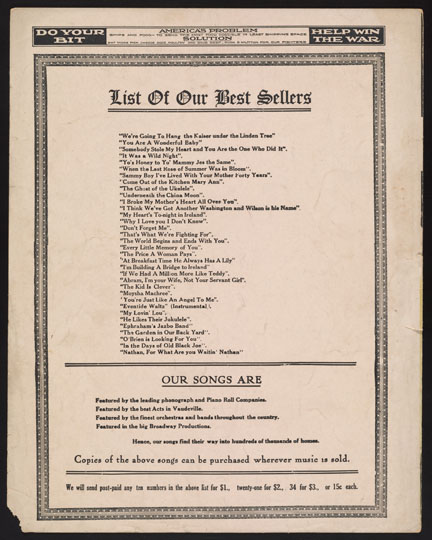 DO YOUR BIT
AMERICA'S PROBLEM
SOLUTION
HELP WIN THE WAR
List Of Our Best Sellers
"We're Going To Hang the Kaiser under the Linden Tree"
"You Are A Wonderful Baby"
"Somebody Stole My Heart and You Are the One Who Did It".
"It Was a Wild Night".
"Yo's Honey to Yo' Mammy Jes the Same".
"When the Last Rose of Summer Was in Bloom".
"Sammy Boy I've Lived With Your Mother Forty Years".
"Come Out of the Kitchen Mary Ann".
"The Ghost of the Ukelele".
"Underneath the China Moon".
"I Broke My Mother's Heart All Over You".
"I Think We've Got Another Washington and Wilson is his Name"
"My Heart's To-night in Ireland".
"Why I Love you I Don't Know".
"Don't Forget Me".
"That's What We're Fighting For".
"The World Begins and Ends With You".
"Every Little Memory of You".
"The Price A Woman Pays".
"At Breakfast Time He Always Has A Lily"
"I'm Building A Bridge to Ireland"
"If We Had A Million More Like Teddy".
"Abram, I'm your Wife, Not Your Servant Girl".
"The Kid Is Clever".
"Moysha Machree".
"You're Just Like An Angel To Me".
"Eventide Waltz" (Instrumental).
"My Lovin' Lou".
"He Likes Their Jukulele".
"Ephraham's Jazbo Band"
"The Garden in Our Back Yard".
"O'Brien is Looking For You".
"In the Days of Old Black Joe".
"Nathan, For What Are you Waitin' Nathan"
OUR SONGS ARE
Featured by the leading phonograph and Piano Roll Companies.
Featured by the best Acts in Vaudeville.
Featured by the finest orchestras and bands throughout the country.
Featured in the big Broadway Productions.
Hence, our songs find their way into hundreds of thousands of homes.
Copies of the above songs can be purchased wherever music is sold.
We will send post-paid any ten numbers in the above list for $1., twenty-one for $2., 34 for $3., or 15c each.